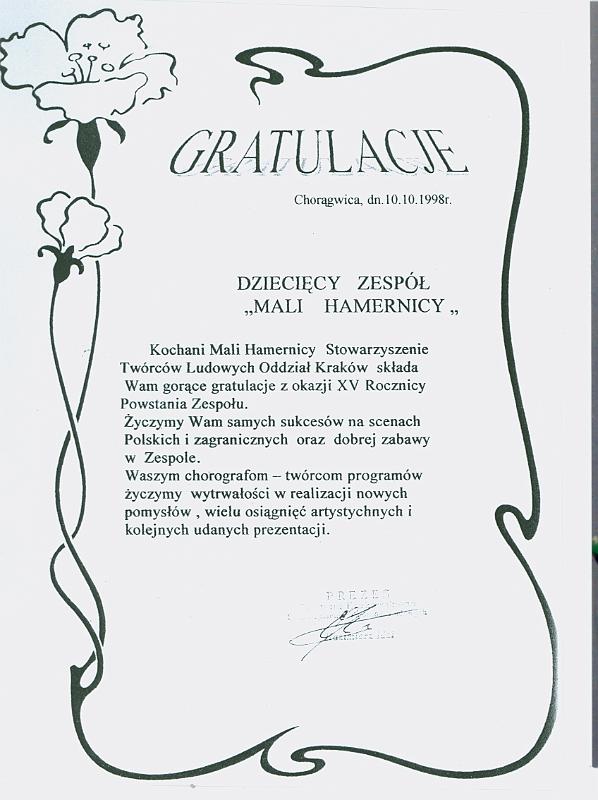 GRATULACJE
Chorągwica, dn.10.10.1998r.
DZIECIĘCY ZESPÓŁ
„MALI HAMERNICY „
Kochani Mali Hamernicy Stowarzyszenie
Twórców Ludowych Oddział Kraków składa
Wam gorące gratulacje z okazji XV Rocznicy
Powstania Zespołu.
Życzymy Wam samych sukcesów na scenach
Polskich i zagranicznych oraz dobrej zabawy
w Zespole.
Waszym chorografom – twórcom programów
życzymy wytrwałości w realizacji nowych
pomysłów , wielu osiągnięć artystychnych i
kolejnych udanych prezentacji.
PREZES